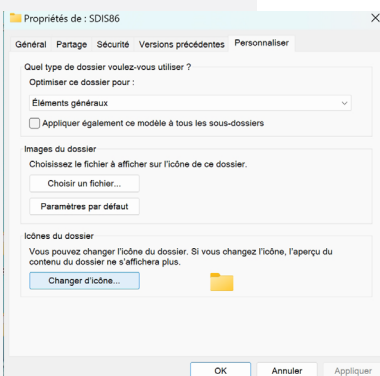 Propriétés de : SDIS86
Général Partage Sécurité Versions précédentes Personnaliser
Quel type de dossier voulez-vous utiliser ?
Optimiser ce dossier pour :
Éléments généraux
Appliquer également ce modèle à tous les sous-dossiers
Images du dossier
Choisissez le fichier à afficher sur l'icône de ce dossier.
Choisir un fichier...
Paramètres par défaut
Icônes du dossier
Vous pouvez changer l'icône du dossier. Si vous changez l'icône, l'aperçu du
contenu du dossier ne s'affichera plus.
Changer d'icône...
OK Annuler Appliquer